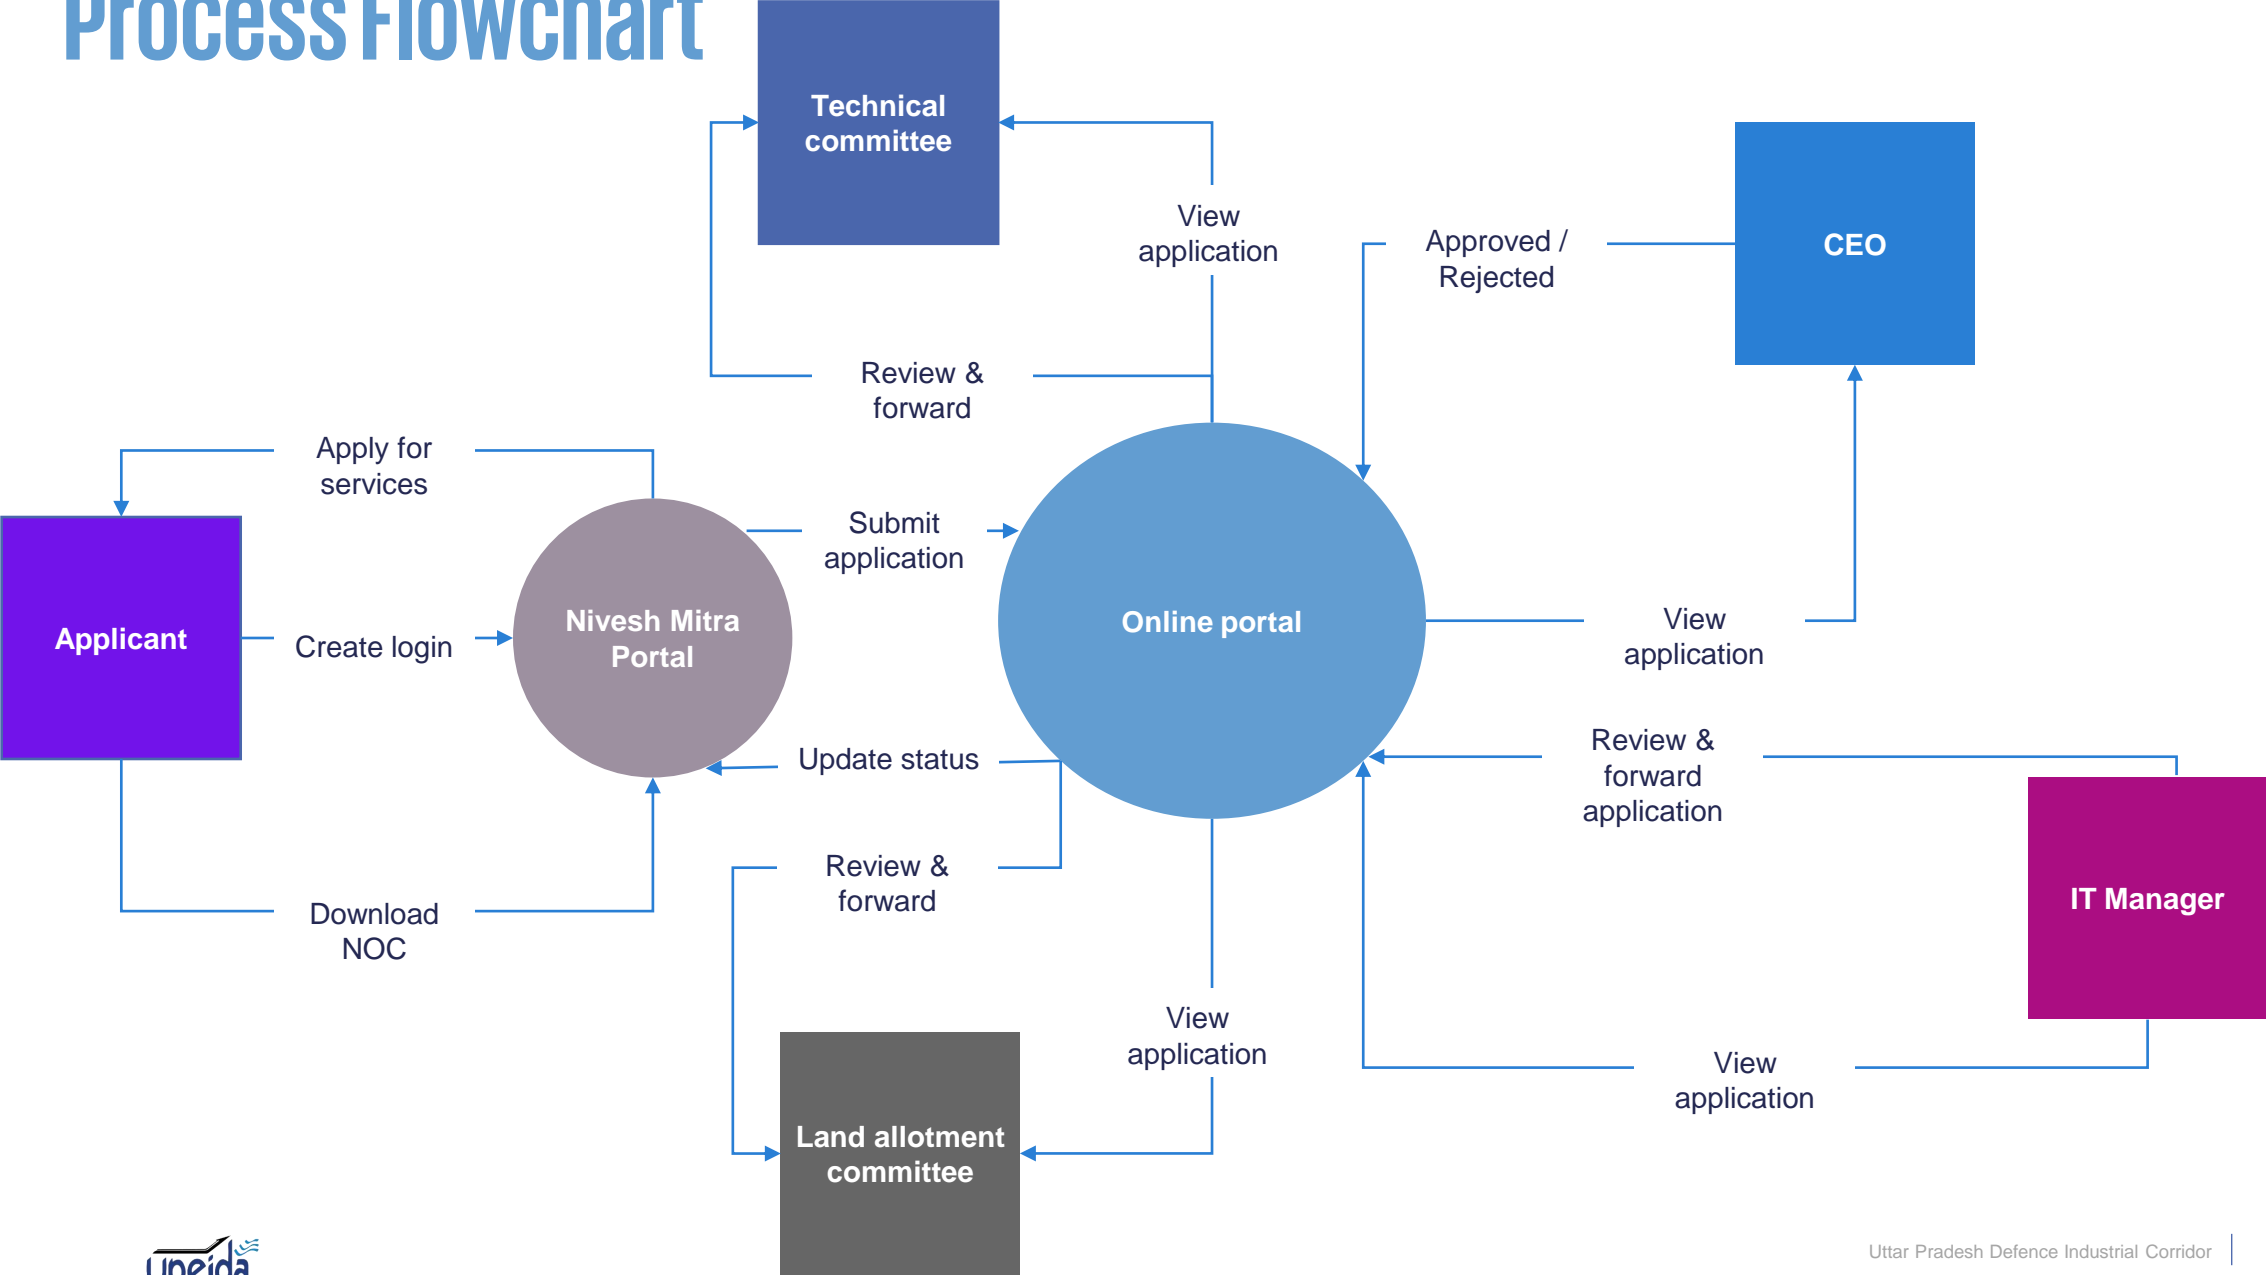 Process Flowchart
Technical
committee
View
application
Approved /
Rejected
CEO
Review &
forward
Apply for
services
Submit
application
Applicant
Create login
Nivesh Mitra
Portal
Online portal
View
application
Update status
Review &
forward
application
Review &
forward
Download
NOC
IT Manager
View
application
View
application
Land allotment
committee
upeida
Uttar Pradesh Defence Industrial Corridor